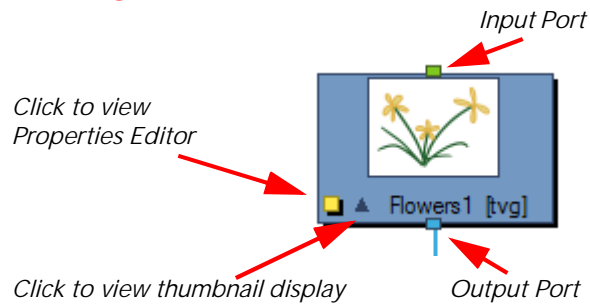 Input Port
Click to view
Properties Editor
Flowers1 [tvg]
Click to view thumbnail display
Output Port